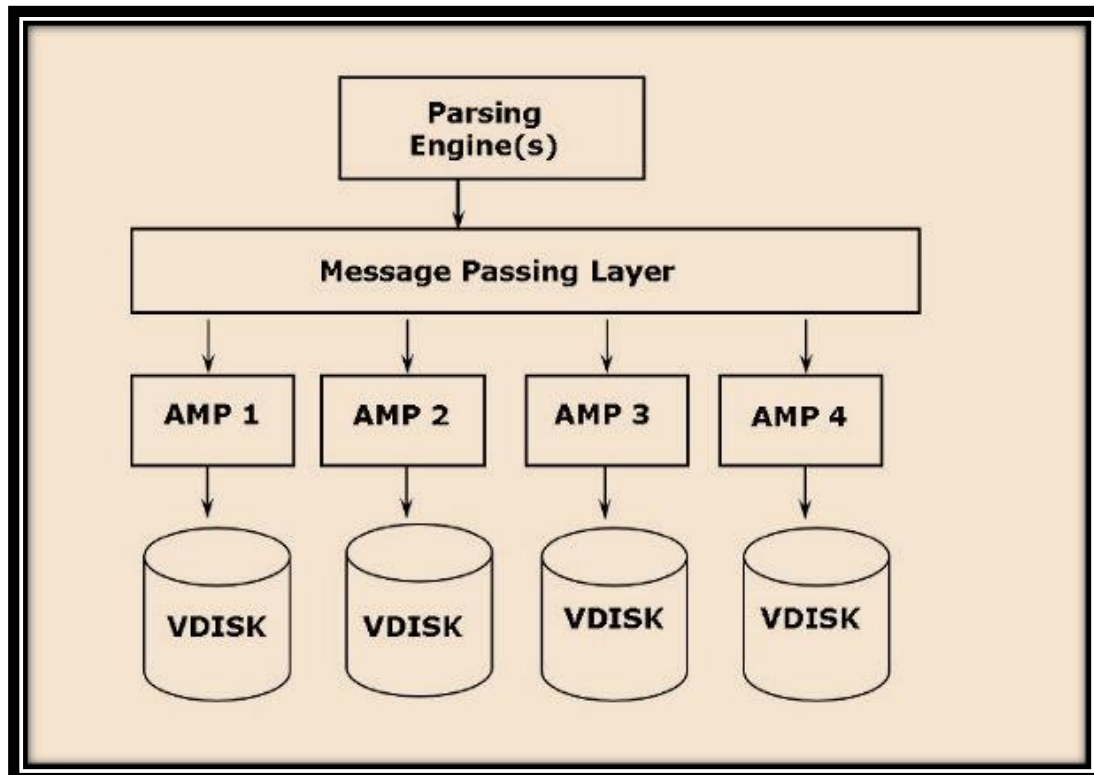 Parsing
Engine(s)
Message Passing Layer
AMP 1
AMP 2
AMP 3
AMP 4
VDISK
VDISK
VDISK
VDISK